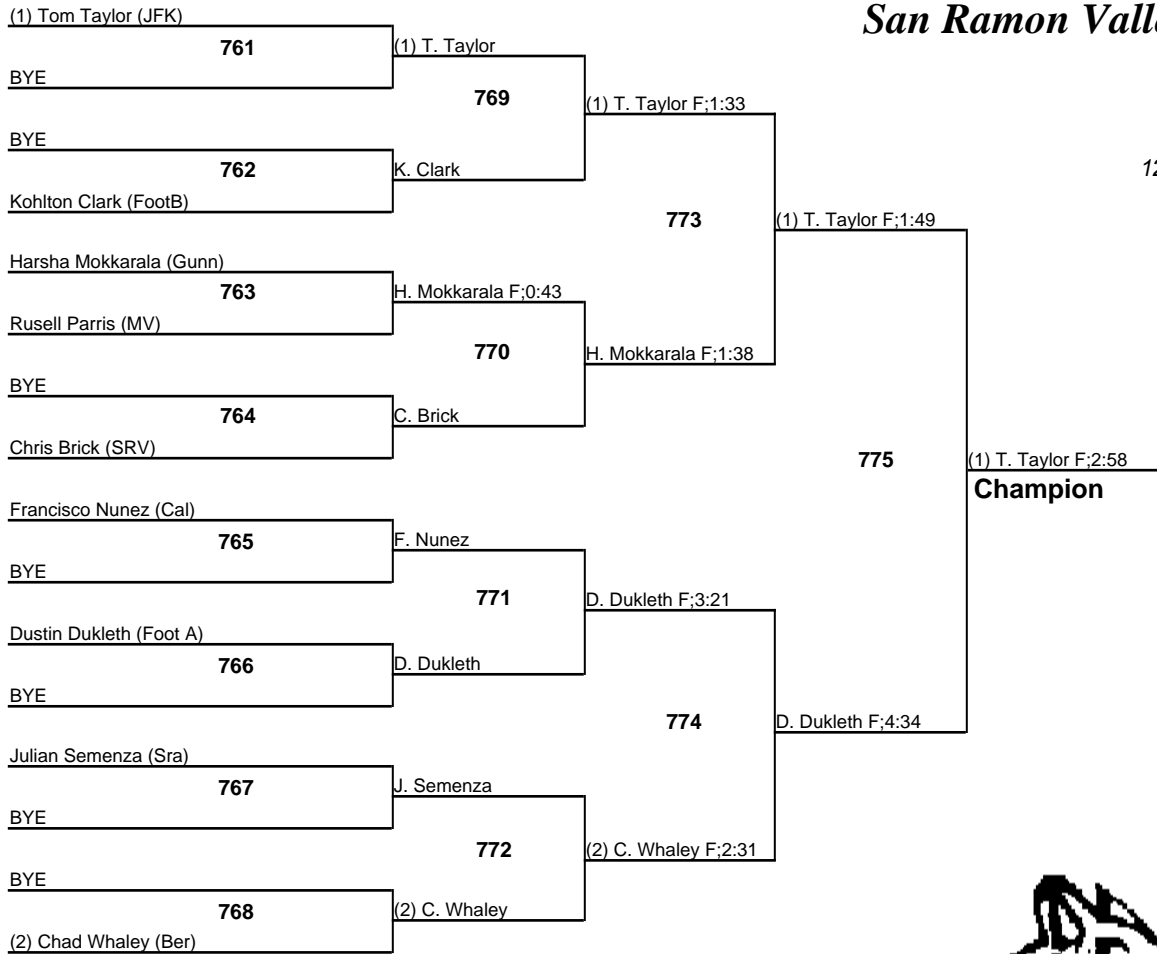 San Ramon
(1) Tom Taylor (JFK)
761
BYE
(1) T. Taylor
769
BYE
762
Kohlton Clark (FootB)
K. Clark
(1) T. Taylor F;1:33
12
773
Harsha Mokkarala (Gunn)
763
Rusell Parris (MV)
H. Mokkarala F;0:43
770
BYE
764
Chris Brick (SRV)
C. Brick
H. Mokkarala F;1:38
(1) T. Taylor F;1:49
775
(1) T. Taylor F;2:58
Champion
Francisco Nunez (Cal)
765
BYE
F. Nunez
771
Dustin Dukleth (Foot A)
766
BYE
D. Dukleth
D. Dukleth F;3:21
774
D. Dukleth F;4:34
Julian Semenza (Sra)
767
BYE
J. Semenza
772
BYE
768
(2) Chad Whaley (Ber)
(2) C. Whaley
(2) C. Whaley F;2:31